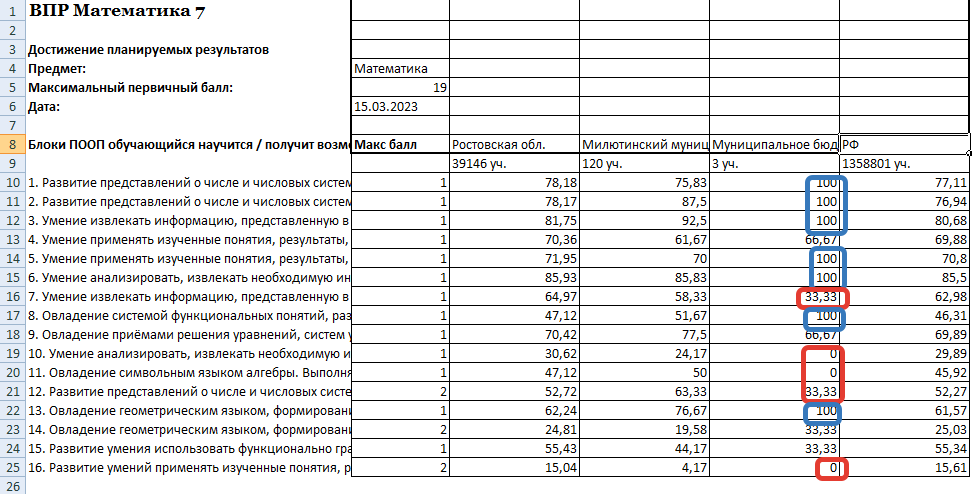 1 ВПР Математика 7
2
3 Достижение планируемых результатов
4 Предмет: Математика
5 Максимальный первичный балл: 19
6 Дата: 15.03.2023
7
8 Блоки ПООП обучающийся научится / получит возм Макс балл Ростовская обл. Милютинский муниц Муниципальное бюд РФ
9 39146 уч. 120 уч. 3 уч. 1358801 уч.
10 1. Развитие представлений о числе и числовых систем 1 78,18 75,83 100 77,11
11 2. Развитие представлений о числе и числовых систем 1 78,17 87,5 100 76,94
12 3. Умение извлекать информацию, представленную в 1 81,75 92,5 100 80,68
13 4. Умение применять изученные понятия, результаты, 1 70,36 61,67 66,67 69,88
14 5. Умение применять изученные понятия, результаты, 1 71,95 70 100 70,8
15 6. Умение анализировать, извлекать необходимую ин 1 85,93 85,83 100 85,5
16 7. Умение извлекать информацию, представленную в 1 64,97 58,33 33,33 62,98
17 8. Овладение системой функциональных понятий, раз 1 47,12 51,67 100 46,31
18 9. Овладение приёмами решения уравнений, систем у 1 70,42 77,5 66,67 69,89
19 10. Умение анализировать, извлекать необходимую и 1 30,62 24,17 0 29,89
20 11. Овладение символьным языком алгебры. Выполня 1 47,12 50 0 45,92
21 12. Развитие представлений о числе и числовых систе 2 52,72 63,33 33,33 52,27
22 13. Овладение геометрическим языком, формировани 1 62,24 76,67 100 61,57
23 14. Овладение геометрическим языком, формировани 2 24,81 19,58 33,33 25,03
24 15. Развитие умения использовать функционально гра 1 55,43 44,17 33,33 55,34
25 16. Развитие умений применять изученные понятия, р 2 15,04 4,17 0 15,61
26